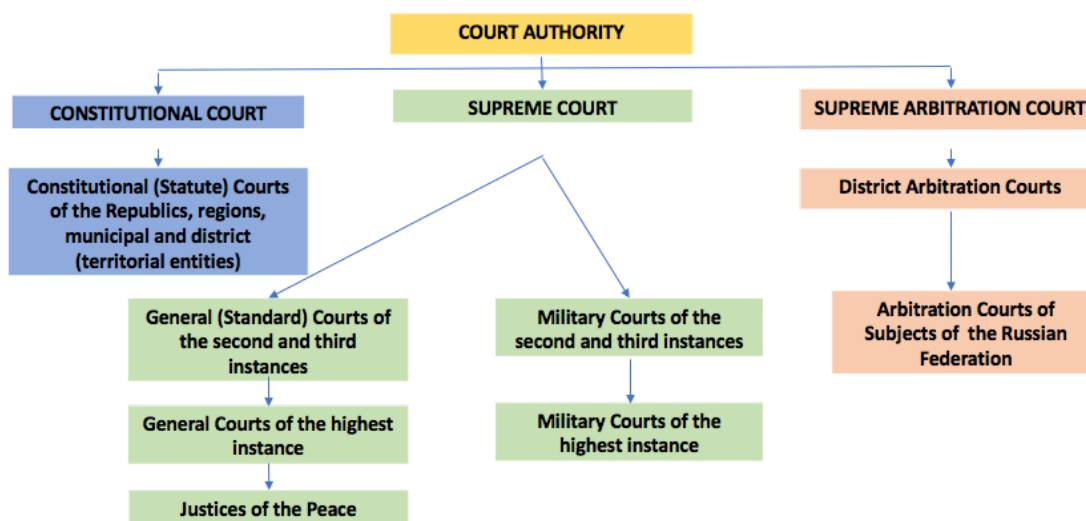 COURT AUTHORITY
CONSTITUTIONAL COURT
SUPREME COURT
SUPREME ARBITRATION COURT
Constitutional (Statute) Courts
of the Republics, regions,
municipal and district
(territorial entities)
District Arbitration Courts
General (Standard) Courts of
the second and third
instances
Military Courts of the
second and third instances
Arbitration Courts of
Subjects of the Russian
Federation
General Courts of the highest
instance
Military Courts of the
highest instance
Justices of the Peace